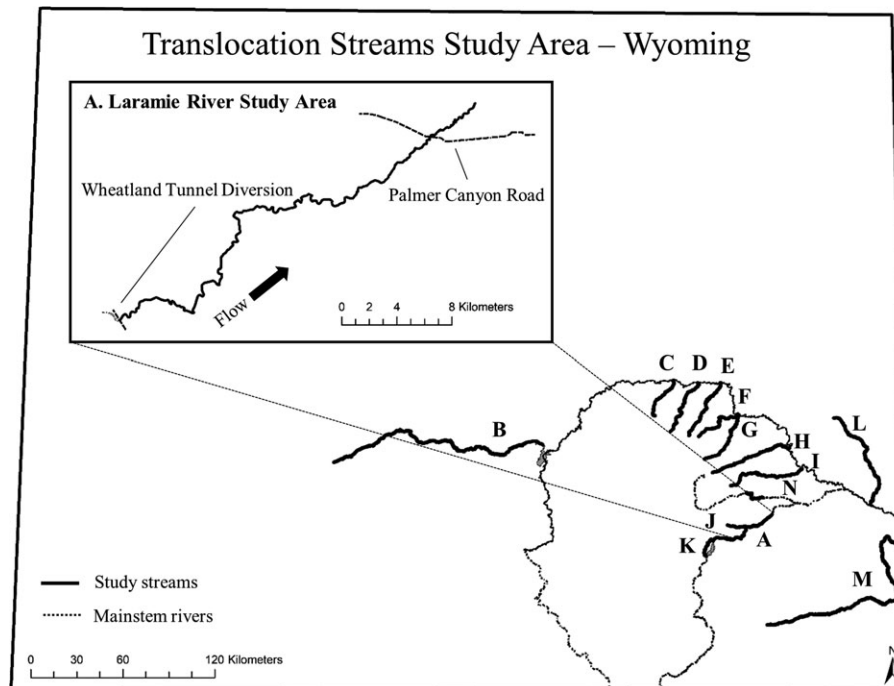 Translocation Streams Study Area – Wyoming
A. Laramie River Study Area
Wheatland Tunnel Diversion
Palmer Canyon Road
Flow
0 2 4 8 Kilometers
C D E
F
B
G
L
H
I
N
J
A
K
M
Study streams
Mainstem rivers
0 30 60 120 Kilometers
N